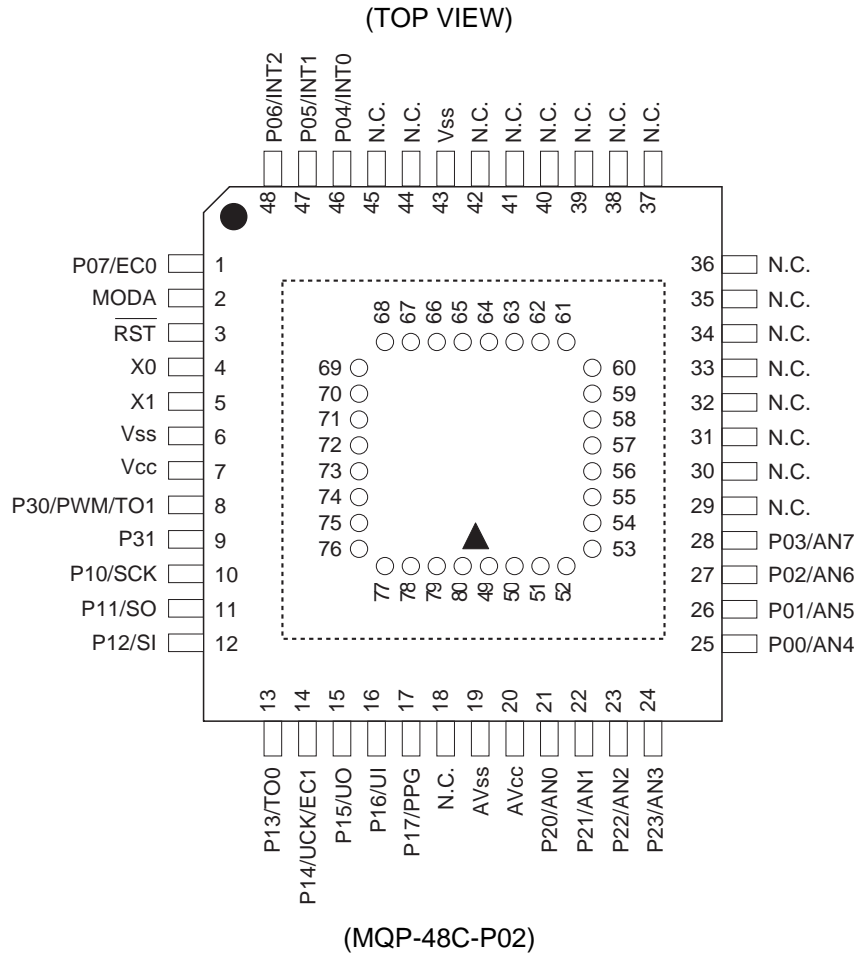 (TOP VIEW)
P06/INT2
P05/INT1
P04/INT0
N.C.
N.C.
Vss
N.C.
N.C.
N.C.
N.C.
N.C.
N.C.
48
47
46
45
44
43
42
41
40
39
38
37
P07/EC0 1
MODA 2
RST 3
X0 4
X1 5
Vss 6
Vcc 7
P30/PWM/TO1 8
P31 9
P10/SCK 10
P11/SO 11
P12/SI 12
36 N.C.
35 N.C.
34 N.C.
33 N.C.
32 N.C.
31 N.C.
30 N.C.
29 N.C.
28 P03/AN7
27 P02/AN6
26 P01/AN5
25 P00/AN4
68
67
66
65
64
63
62
61
69
70
71
72
73
74
75
76
60
59
58
57
56
55
54
53
77
78
79
80
49
50
51
52
13
14
15
16
17
18
19
20
21
22
23
24
P13/TO0
P14/UCK/EC1
P15/UO
P16/UI
P17/PPG
N.C.
AVss
AVcc
P20/AN0
P21/AN1
P22/AN2
P23/AN3
(MQP-48C-P02)